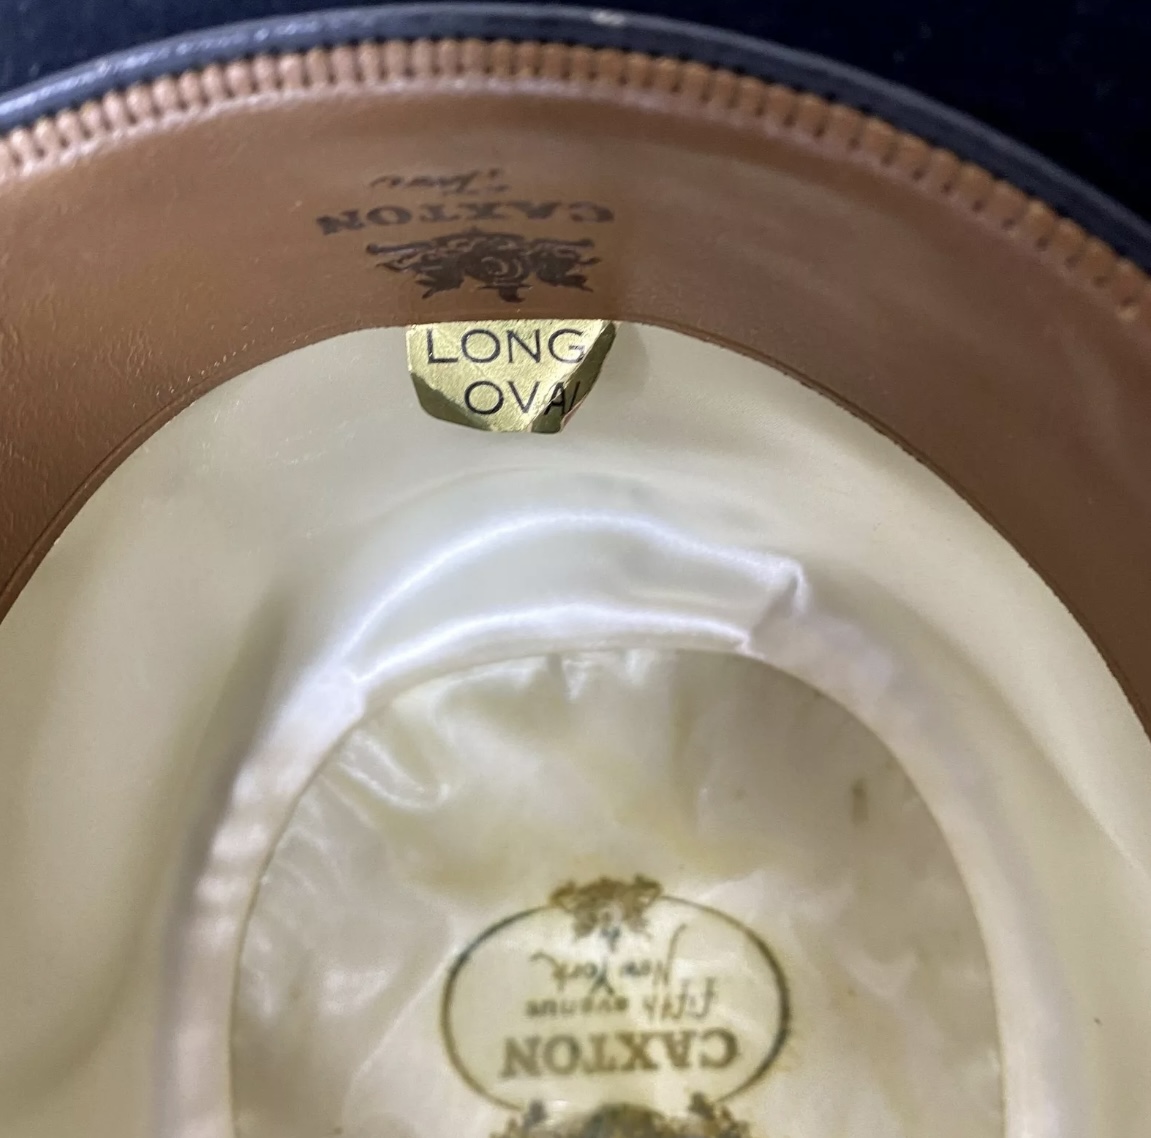 CAXTON
LONG
OVAL
CAXTON
fifth avenue
New York